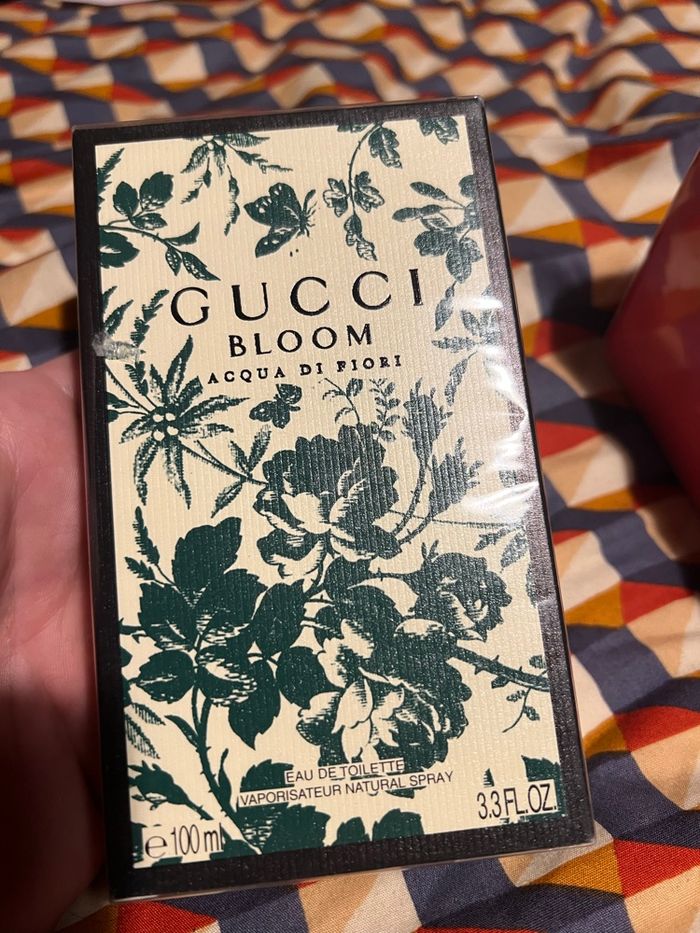 GUCCI
BLOOM
ACQUA DI FIORI
EAU DE TOILETTE
VAPORISATEUR NATURAL SPRAY
3.3 FL.OZ.
e 100 ml